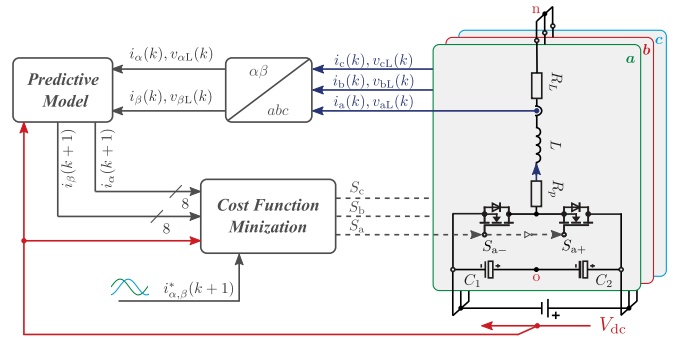 n
c
b
a
i_α(k), v_αL(k)
i_β(k), v_βL(k)
αβ
abc
i_c(k), v_cL(k)
i_b(k), v_bL(k)
i_a(k), v_aL(k)
R_L
L
R_p
Predictive
Model
i_β(k+1)
i_α(k+1)
8
8
Cost Function
Minization
S_c
S_b
S_a
S_a−
S_a+
C_1
o
C_2
i*_α,β(k+1)
+
V_dc